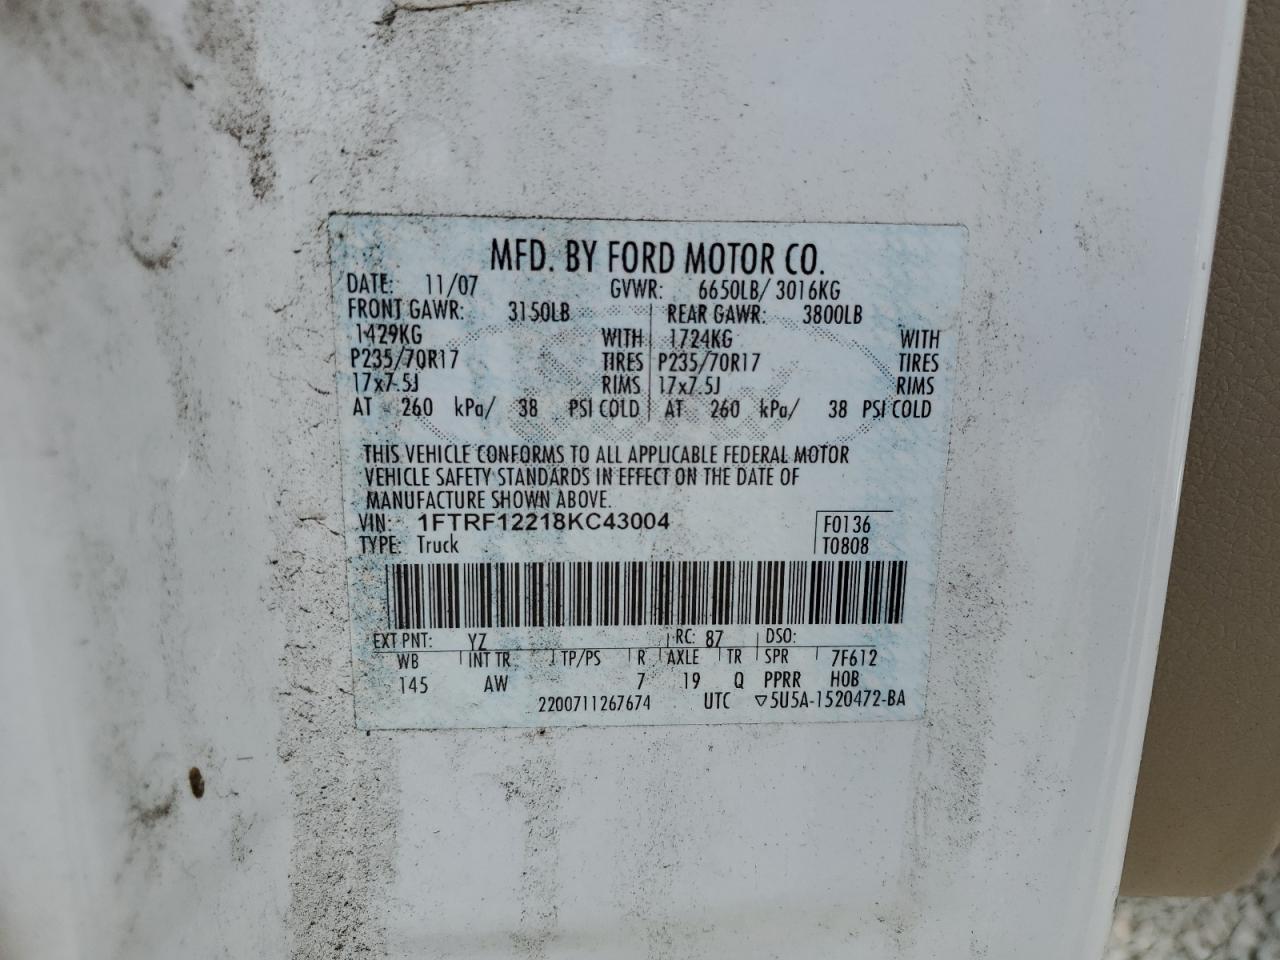 MFD. BY FORD MOTOR CO.
DATE: 11/07 GVWR: 6650LB/ 3016KG
FRONT GAWR: 3150LB REAR GAWR: 3800LB
1429KG WITH 1724KG WITH
P235/70R17 TIRES P235/70R17 TIRES
17x7.5J RIMS 17x7.5J RIMS
AT 260 kPa/ 38 PSI COLD AT 260 kPa/ 38 PSI COLD
THIS VEHICLE CONFORMS TO ALL APPLICABLE FEDERAL MOTOR
VEHICLE SAFETY STANDARDS IN EFFECT ON THE DATE OF
MANUFACTURE SHOWN ABOVE.
VIN: 1FTRF12218KC43004 F0136
TYPE: Truck T0808
EXT PNT: YZ RC: 87 DSO:
WB INT TR TP/PS R AXLE TR SPR 7F612
145 AW 7 19 Q PPRR HOB
2200711267674 UTC ▽5U5A-1520472-BA